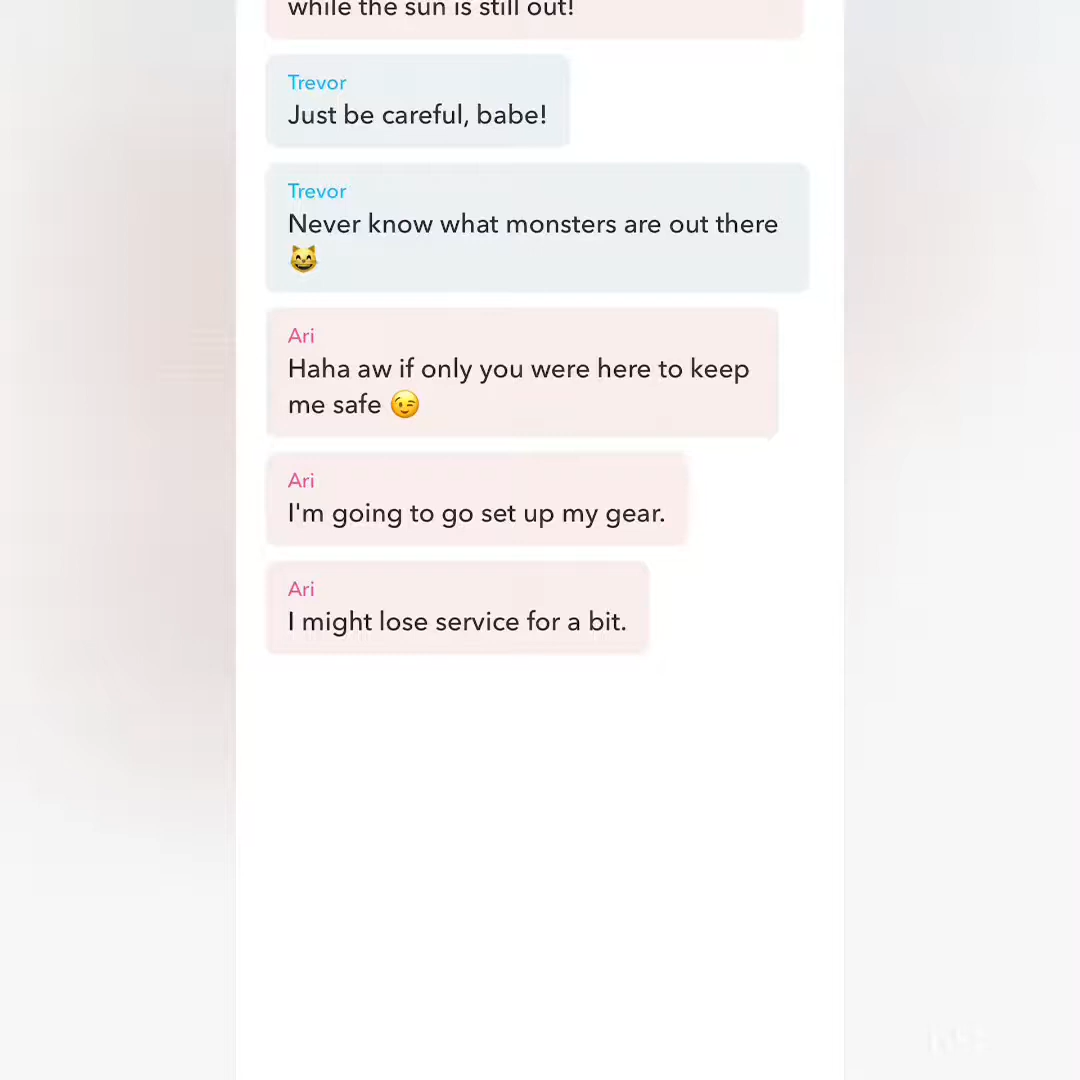 while the sun is still out!
Trevor
Just be careful, babe!
Trevor
Never know what monsters are out there
😸
Ari
Haha aw if only you were here to keep
me safe 😉
Ari
I'm going to go set up my gear.
Ari
I might lose service for a bit.